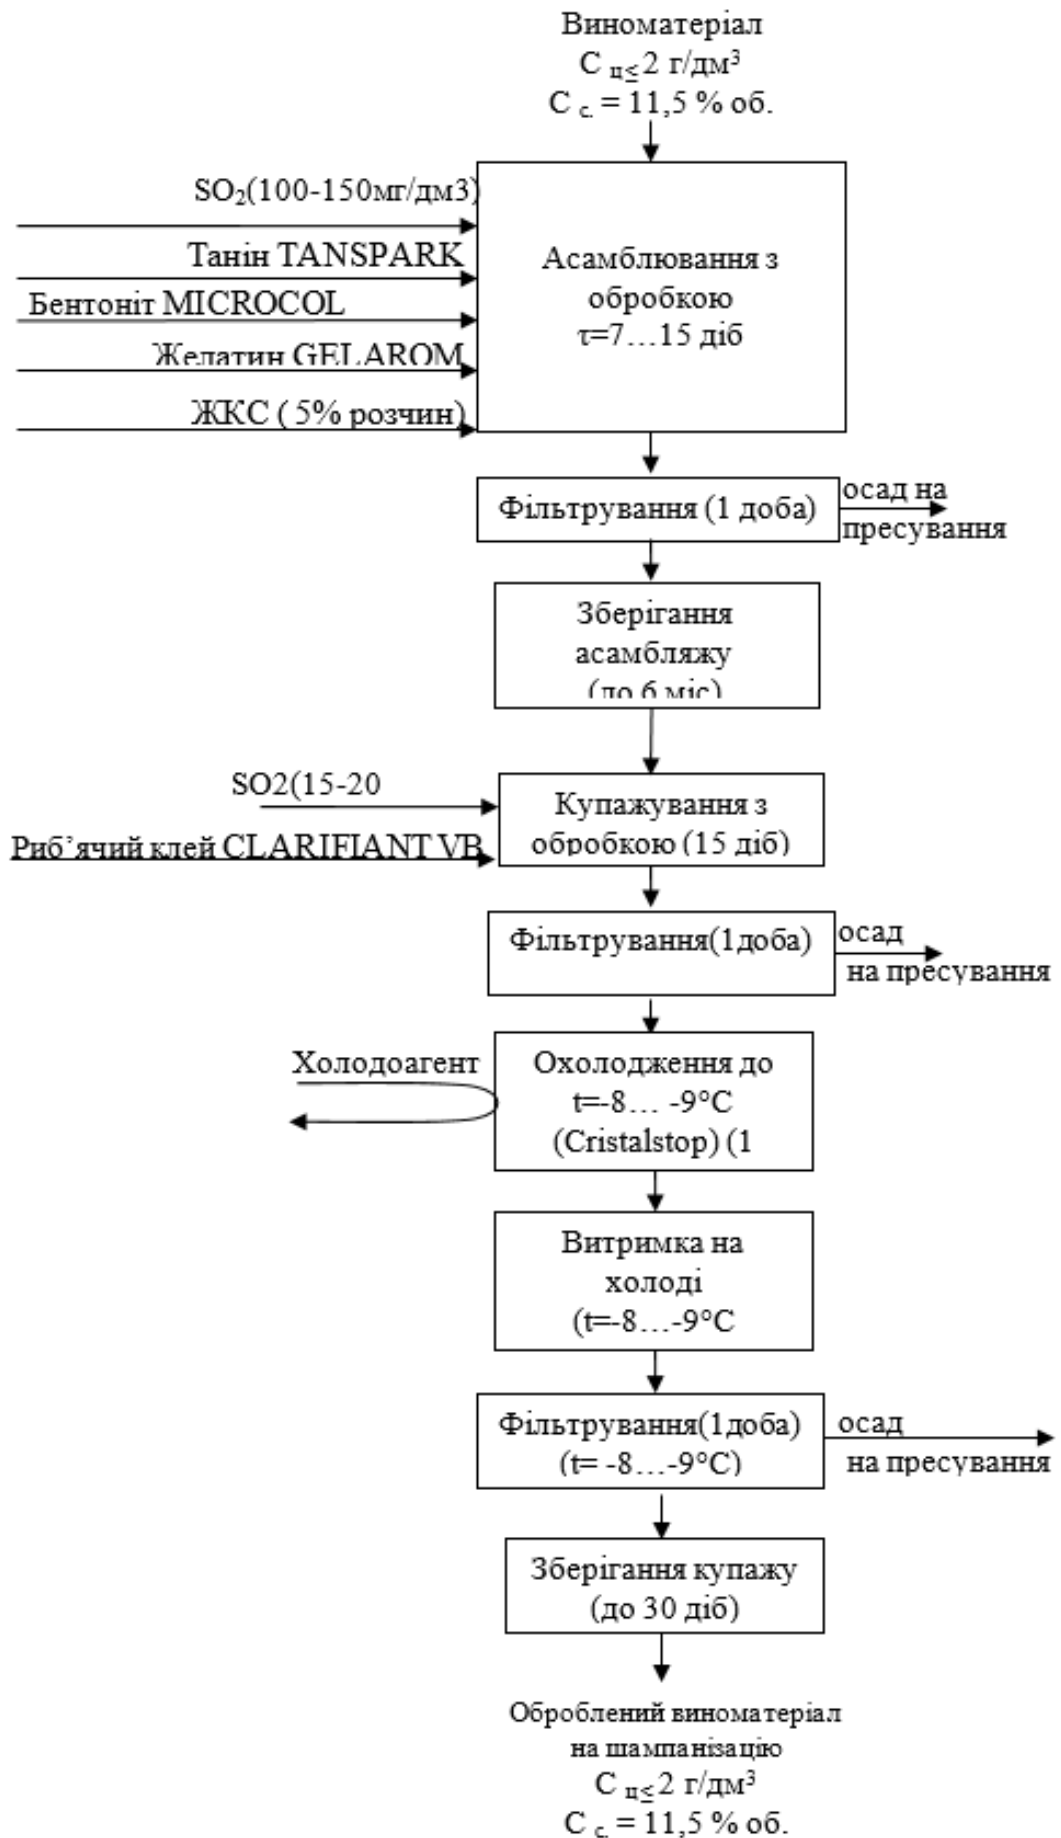 Виноматеріал
С ц≤ 2 г/дм³
С с. = 11,5 % об.
SO₂(100-150мг/дм3)
Танін TANSPARK
Бентоніт MICROCOL
Желатин GELAROM
ЖКС ( 5% розчин)
Асамблювання з
обробкою
τ=7…15 діб
Фільтрування (1 доба)
осад на
пресування
Зберігання
асамбляжу
(до 6 міс)
SO2(15-20
Риб’ячий клей CLARIFIANT VB
Купажування з
обробкою (15 діб)
Фільтрування(1доба)
осад
на пресування
Холодоагент
Охолодження до
t=-8… -9°С
(Cristalstop) (1
Витримка на
холоді
(t=-8…-9°С
Фільтрування(1доба)
(t= -8…-9°С)
осад
на пресування
Зберігання купажу
(до 30 діб)
Оброблений виноматеріал
на шампанізацію
С ц≤ 2 г/дм³
С с. = 11,5 % об.